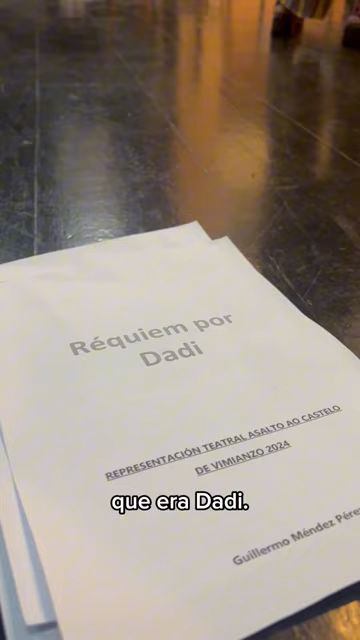 Réquiem por
Dadi
REPRESENTACIÓN TEATRAL ASALTO AO CASTELO
DE VIMIANZO 2024
que era Dadi.
Guillermo Méndez Pérez